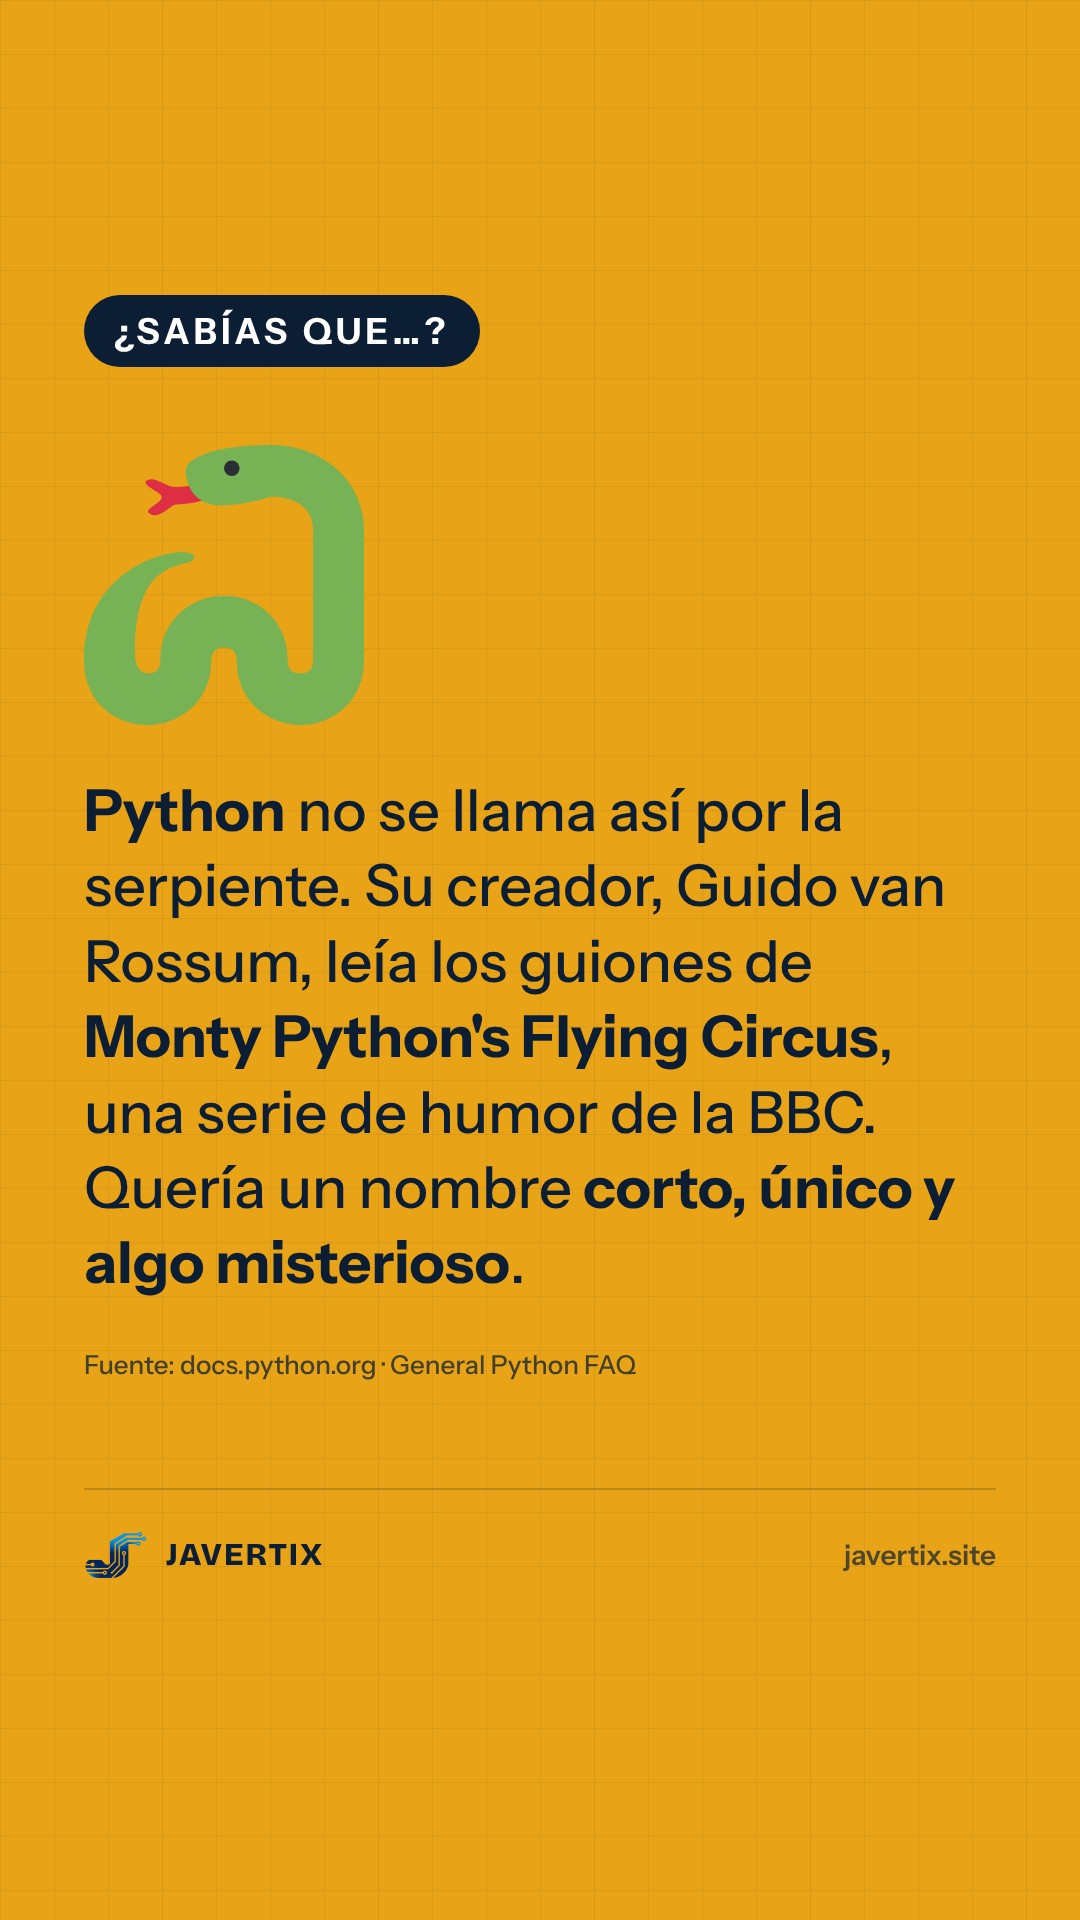 ¿SABÍAS QUE...?
Python no se llama así por la
serpiente. Su creador, Guido van
Rossum, leía los guiones de
Monty Python's Flying Circus,
una serie de humor de la BBC.
Quería un nombre corto, único y
algo misterioso.
Fuente: docs.python.org · General Python FAQ
JAVERTIX
javertix.site